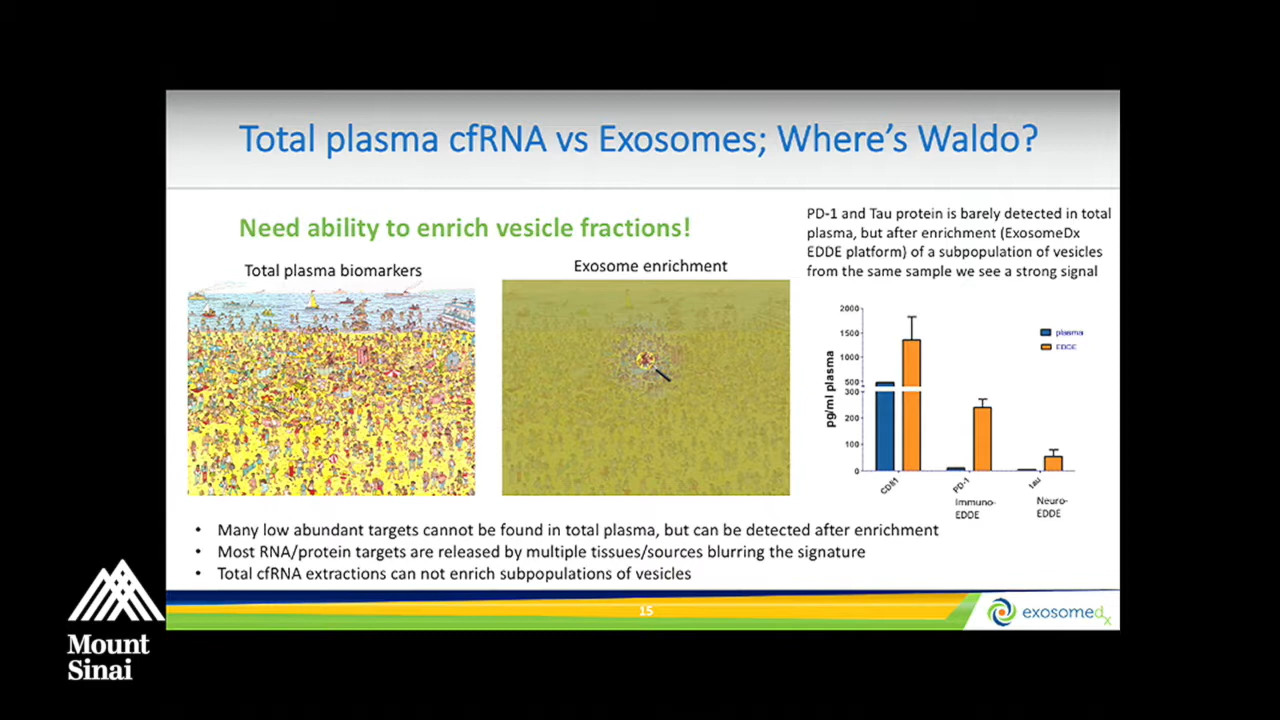 Total plasma cfRNA vs Exosomes; Where's Waldo?
Need ability to enrich vesicle fractions!
Total plasma biomarkers
Exosome enrichment
PD-1 and Tau protein is barely detected in total
plasma, but after enrichment (ExosomeDx
EDDE platform) of a subpopulation of vesicles
from the same sample we see a strong signal
pg/ml plasma
2000
1500
1000
500
300
200
100
0
plasma
EDDE
CD81
PD-1
tau
Immuno-
EDDE
Neuro-
EDDE
• Many low abundant targets cannot be found in total plasma, but can be detected after enrichment
• Most RNA/protein targets are released by multiple tissues/sources blurring the signature
• Total cfRNA extractions can not enrich subpopulations of vesicles
15
exosomedx
Mount
Sinai